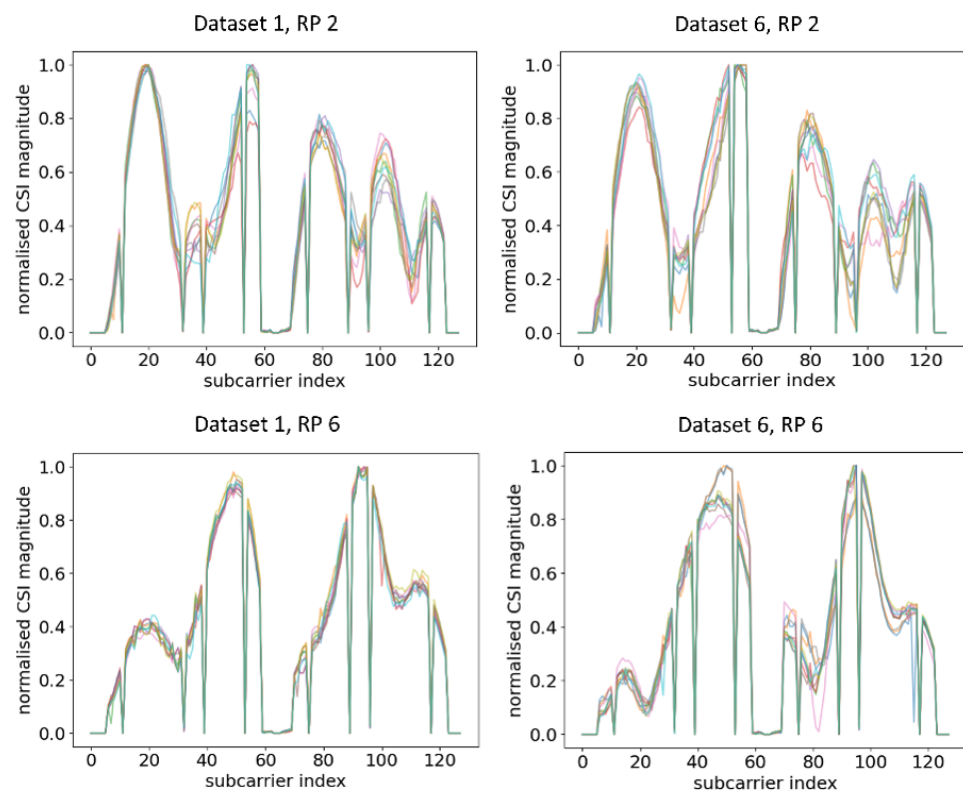 Dataset 1, RP 2
normalised CSI magnitude
1.0
0.8
0.6
0.4
0.2
0.0
0 20 40 60 80 100 120
subcarrier index
Dataset 6, RP 2
normalised CSI magnitude
1.0
0.8
0.6
0.4
0.2
0.0
0 20 40 60 80 100 120
subcarrier index
Dataset 1, RP 6
normalised CSI magnitude
1.0
0.8
0.6
0.4
0.2
0.0
0 20 40 60 80 100 120
subcarrier index
Dataset 6, RP 6
normalised CSI magnitude
1.0
0.8
0.6
0.4
0.2
0.0
0 20 40 60 80 100 120
subcarrier index